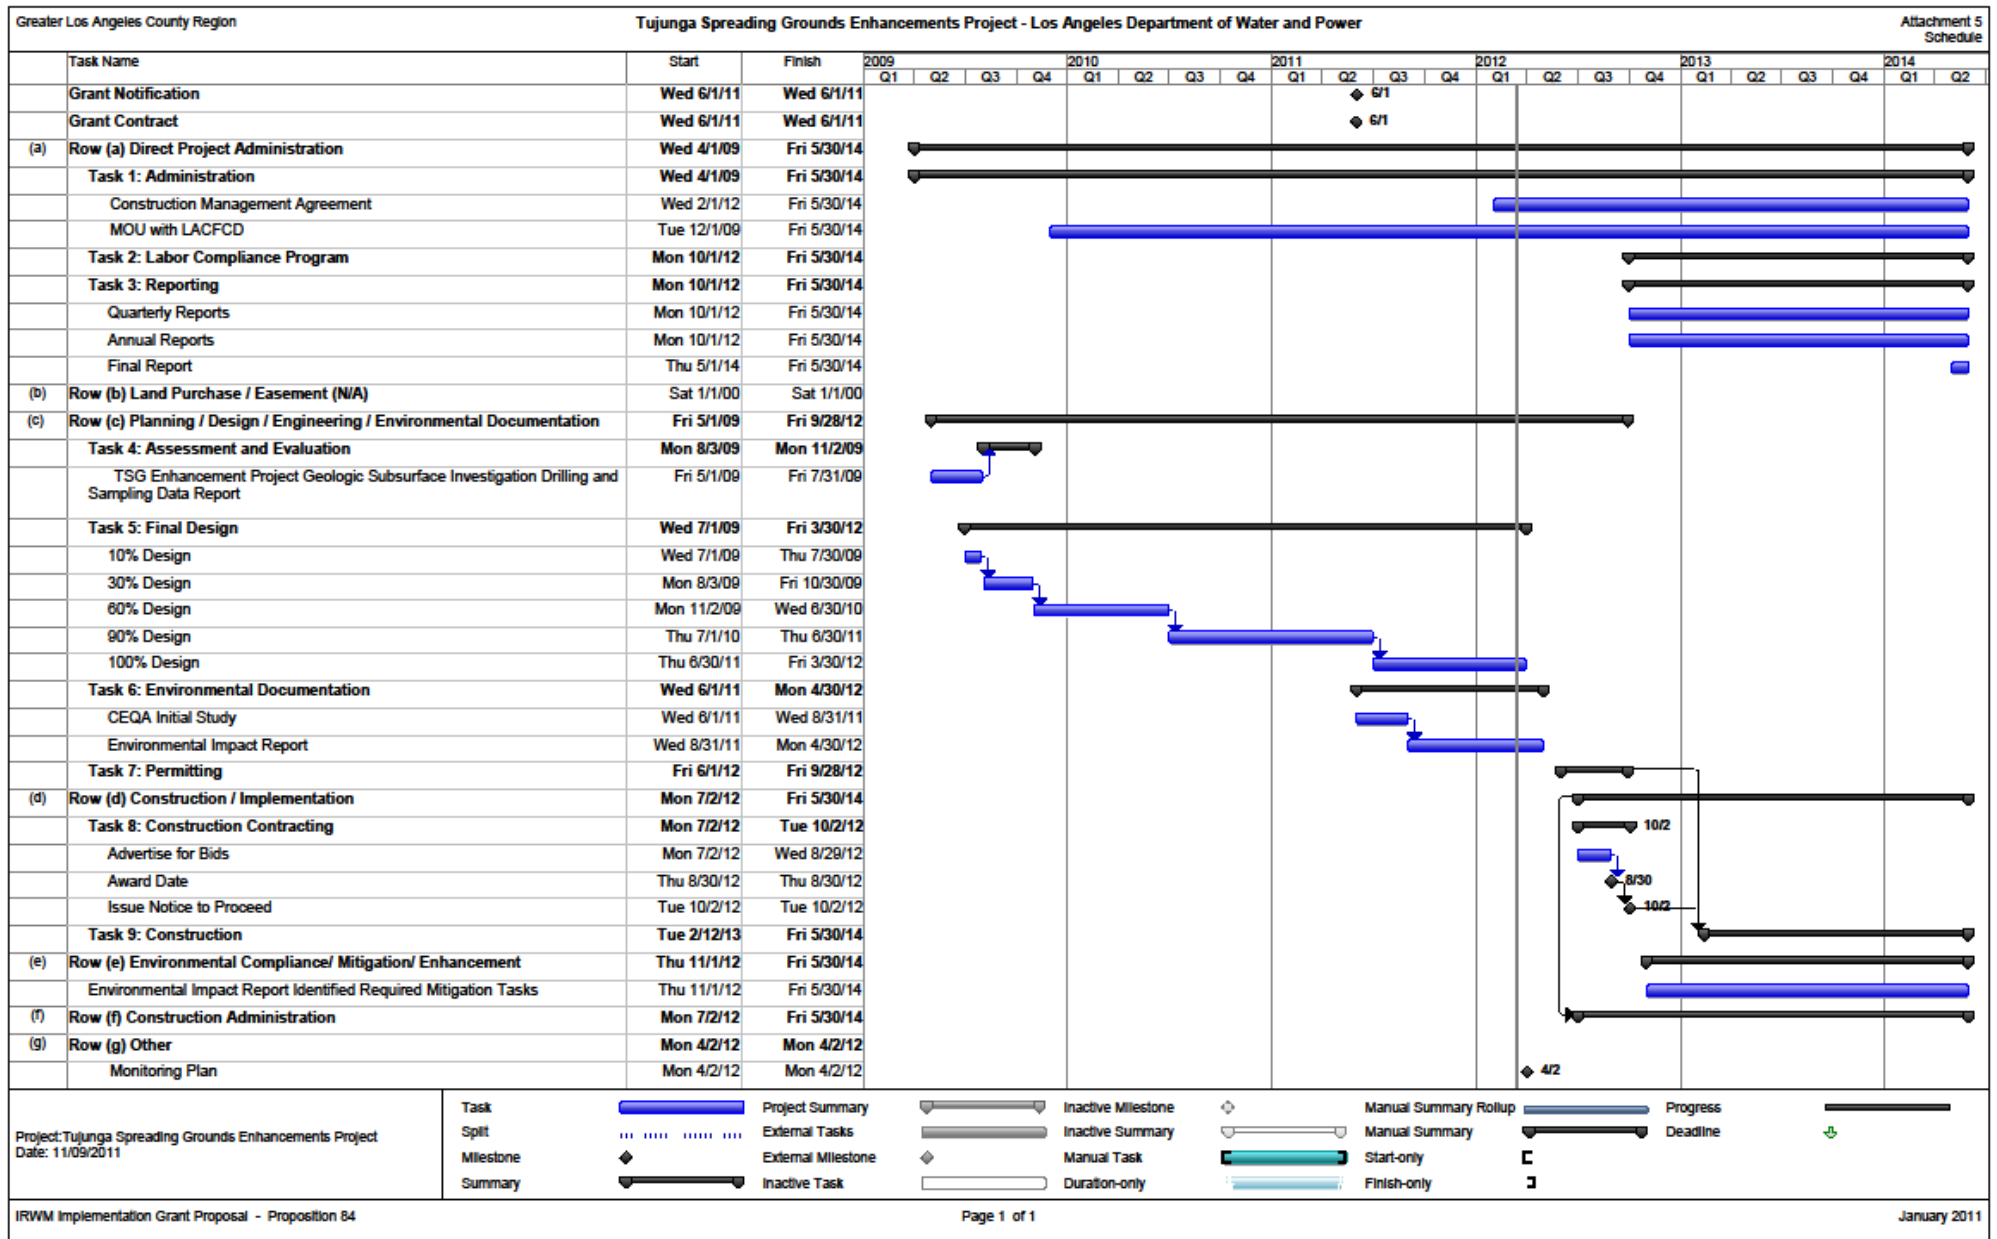 Greater Los Angeles County Region
Tujunga Spreading Grounds Enhancements Project - Los Angeles Department of Water and Power
Attachment 5
Schedule
Task Name Start Finish 2009 2010 2011 2012 2013 2014
Q1 Q2 Q3 Q4 Q1 Q2 Q3 Q4 Q1 Q2 Q3 Q4 Q1 Q2 Q3 Q4 Q1 Q2 Q3 Q4 Q1 Q2
Grant Notification Wed 6/1/11 Wed 6/1/11 6/1
Grant Contract Wed 6/1/11 Wed 6/1/11 6/1
(a) Row (a) Direct Project Administration Wed 4/1/09 Fri 5/30/14
Task 1: Administration Wed 4/1/09 Fri 5/30/14
Construction Management Agreement Wed 2/1/12 Fri 5/30/14
MOU with LACFCD Tue 12/1/09 Fri 5/30/14
Task 2: Labor Compliance Program Mon 10/1/12 Fri 5/30/14
Task 3: Reporting Mon 10/1/12 Fri 5/30/14
Quarterly Reports Mon 10/1/12 Fri 5/30/14
Annual Reports Mon 10/1/12 Fri 5/30/14
Final Report Thu 5/1/14 Fri 5/30/14
(b) Row (b) Land Purchase / Easement (N/A) Sat 1/1/00 Sat 1/1/00
(c) Row (c) Planning / Design / Engineering / Environmental Documentation Fri 5/1/09 Fri 9/28/12
Task 4: Assessment and Evaluation Mon 8/3/09 Mon 11/2/09
TSG Enhancement Project Geologic Subsurface Investigation Drilling and Fri 5/1/09 Fri 7/31/09
Sampling Data Report
Task 5: Final Design Wed 7/1/09 Fri 3/30/12
10% Design Wed 7/1/09 Thu 7/30/09
30% Design Mon 8/3/09 Fri 10/30/09
60% Design Mon 11/2/09 Wed 6/30/10
90% Design Thu 7/1/10 Thu 6/30/11
100% Design Thu 6/30/11 Fri 3/30/12
Task 6: Environmental Documentation Wed 6/1/11 Mon 4/30/12
CEQA Initial Study Wed 6/1/11 Wed 8/31/11
Environmental Impact Report Wed 8/31/11 Mon 4/30/12
Task 7: Permitting Fri 6/1/12 Fri 9/28/12
(d) Row (d) Construction / Implementation Mon 7/2/12 Fri 5/30/14
Task 8: Construction Contracting Mon 7/2/12 Tue 10/2/12 10/2
Advertise for Bids Mon 7/2/12 Wed 8/29/12
Award Date Thu 8/30/12 Thu 8/30/12 8/30
Issue Notice to Proceed Tue 10/2/12 Tue 10/2/12 10/2
Task 9: Construction Tue 2/12/13 Fri 5/30/14
(e) Row (e) Environmental Compliance/ Mitigation/ Enhancement Thu 11/1/12 Fri 5/30/14
Environmental Impact Report Identified Required Mitigation Tasks Thu 11/1/12 Fri 5/30/14
(f) Row (f) Construction Administration Mon 7/2/12 Fri 5/30/14
(g) Row (g) Other Mon 4/2/12 Mon 4/2/12
Monitoring Plan Mon 4/2/12 Mon 4/2/12 4/2
Project: Tujunga Spreading Grounds Enhancements Project
Date: 11/09/2011
Task Project Summary Inactive Milestone Manual Summary Rollup Progress
Split External Tasks Inactive Summary Manual Summary Deadline
Milestone External Milestone Manual Task Start-only
Summary Inactive Task Duration-only Finish-only
IRWM Implementation Grant Proposal - Proposition 84
Page 1 of 1
January 2011